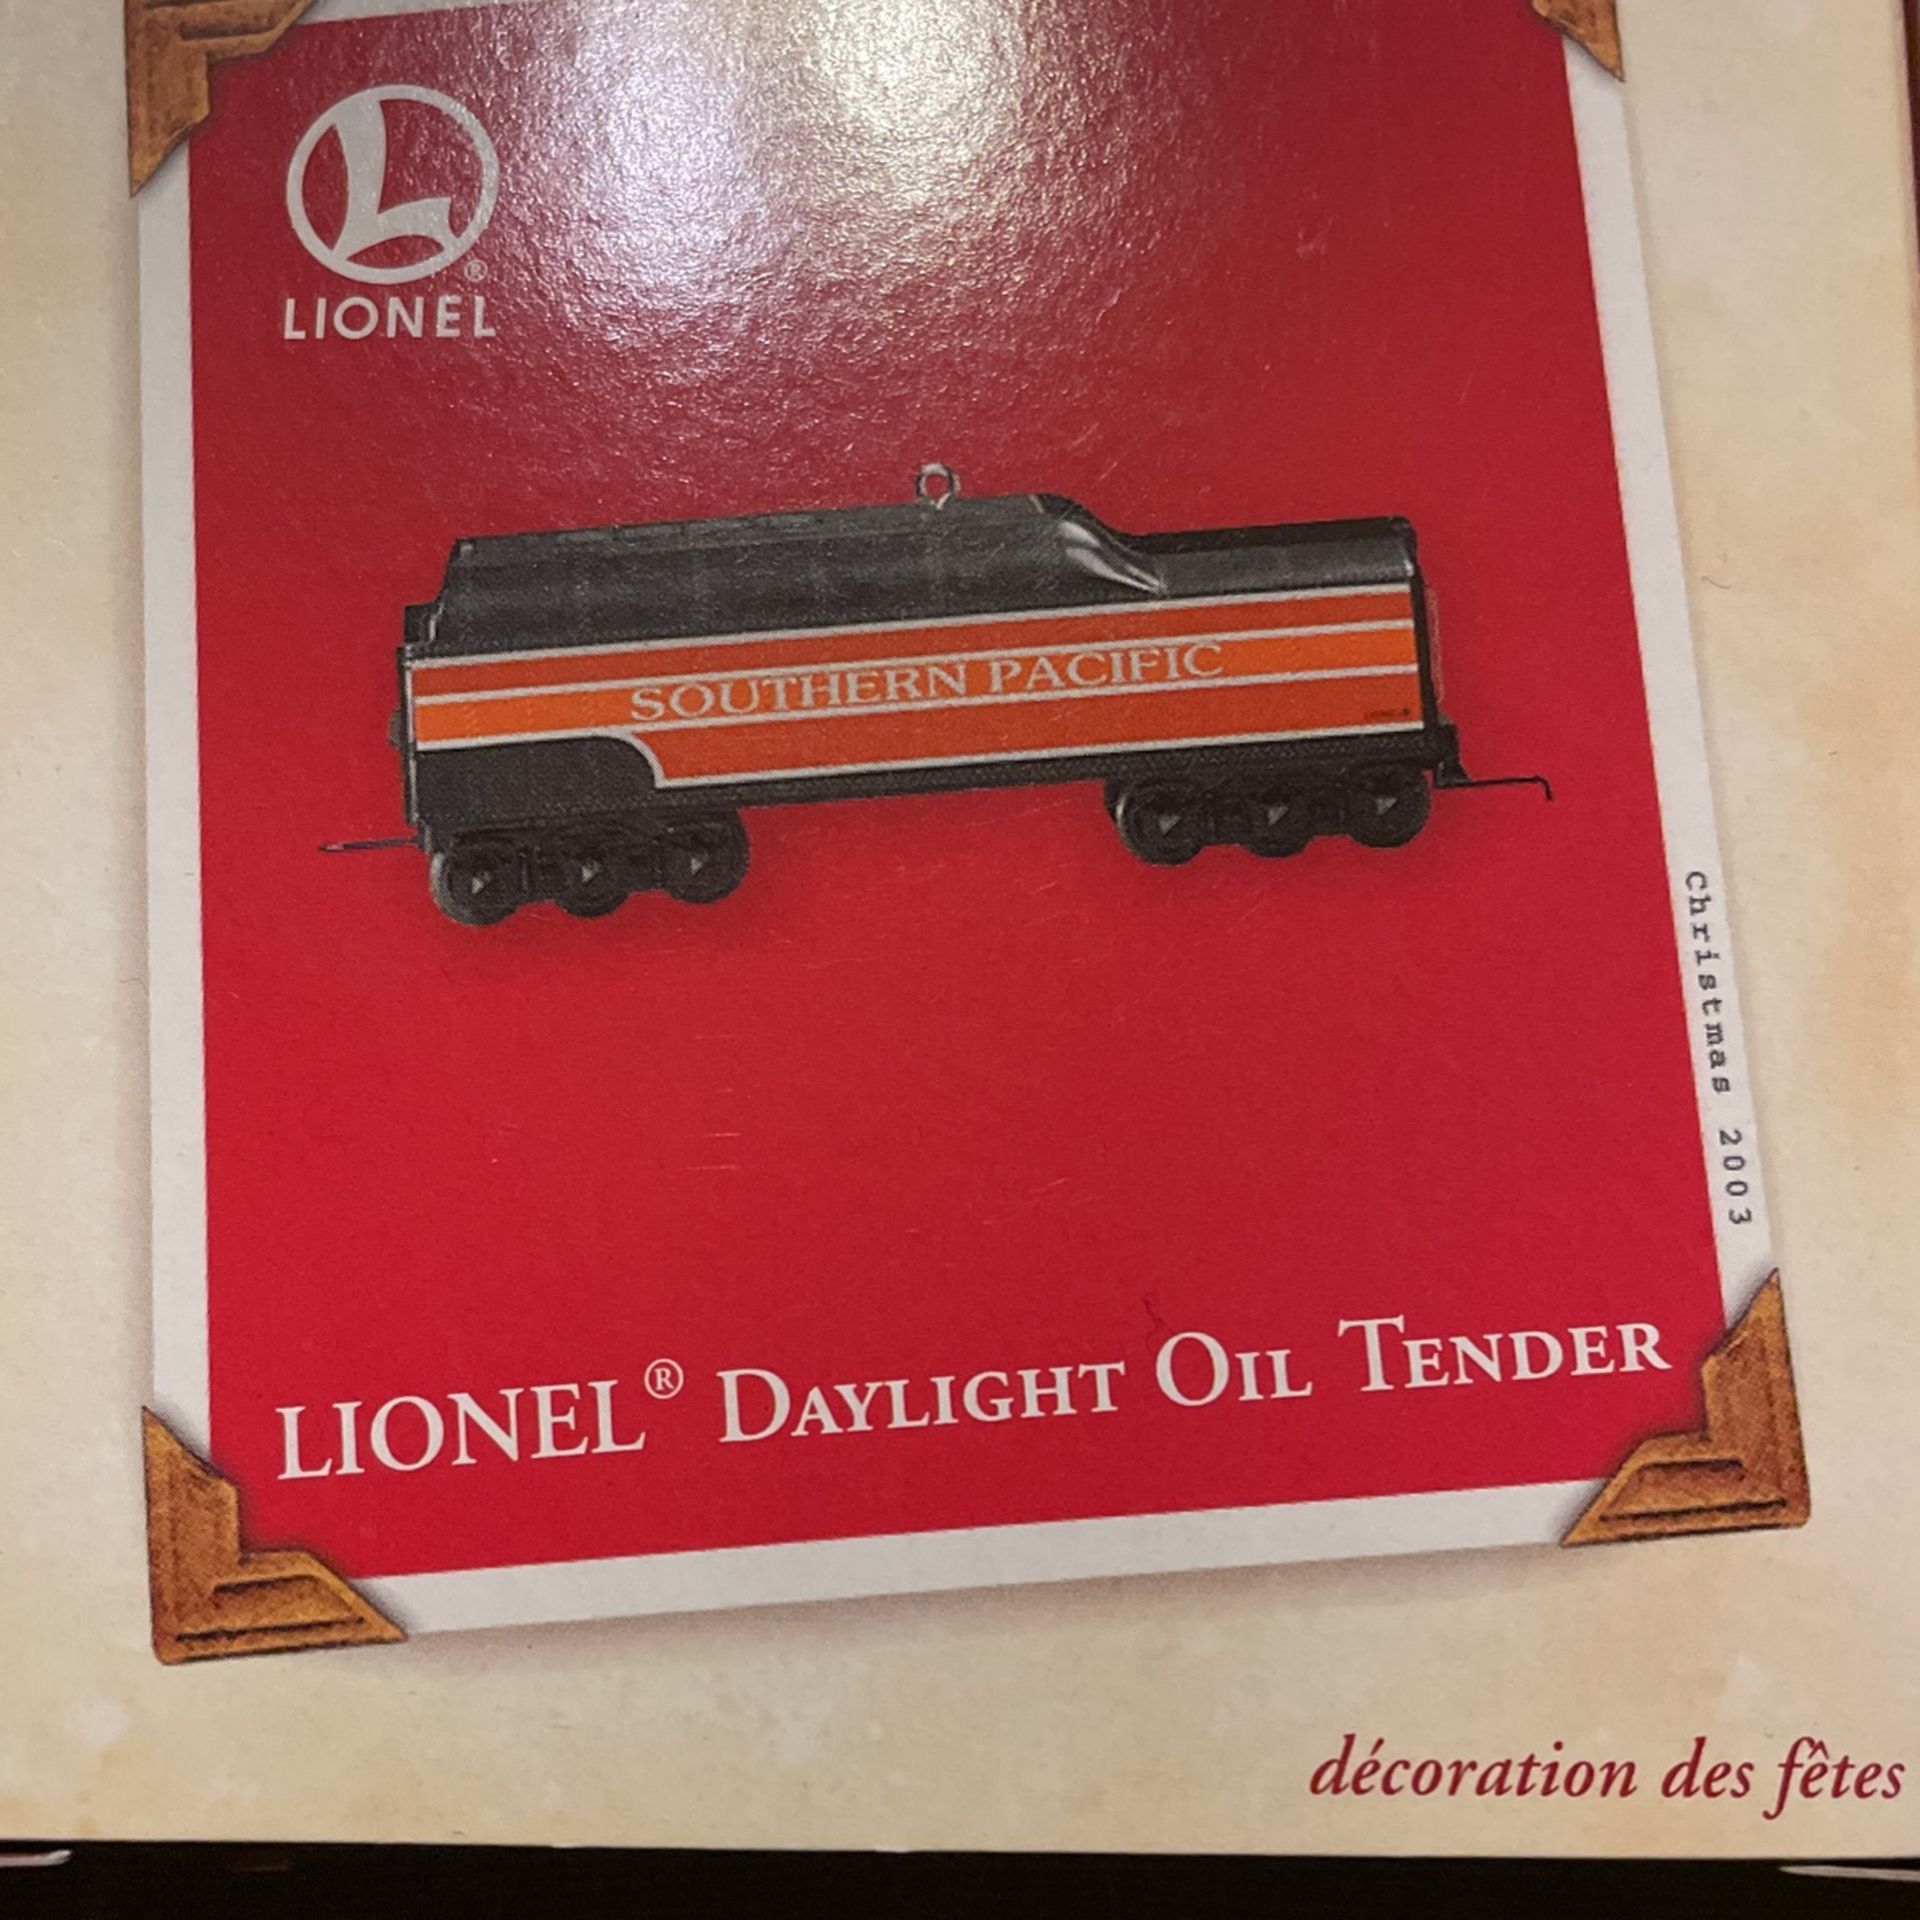 ®
LIONEL
SOUTHERN PACIFIC
Christmas 2003
LIONEL® DAYLIGHT OIL TENDER
décoration des fêtes